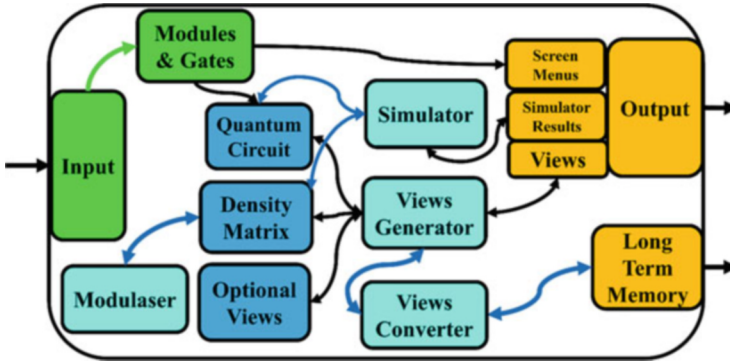 Modules
& Gates
Screen
Menus
Input
Quantum
Circuit
Simulator
Simulator
Results
Output
Views
Density
Matrix
Views
Generator
Modulaser
Optional
Views
Views
Converter
Long
Term
Memory